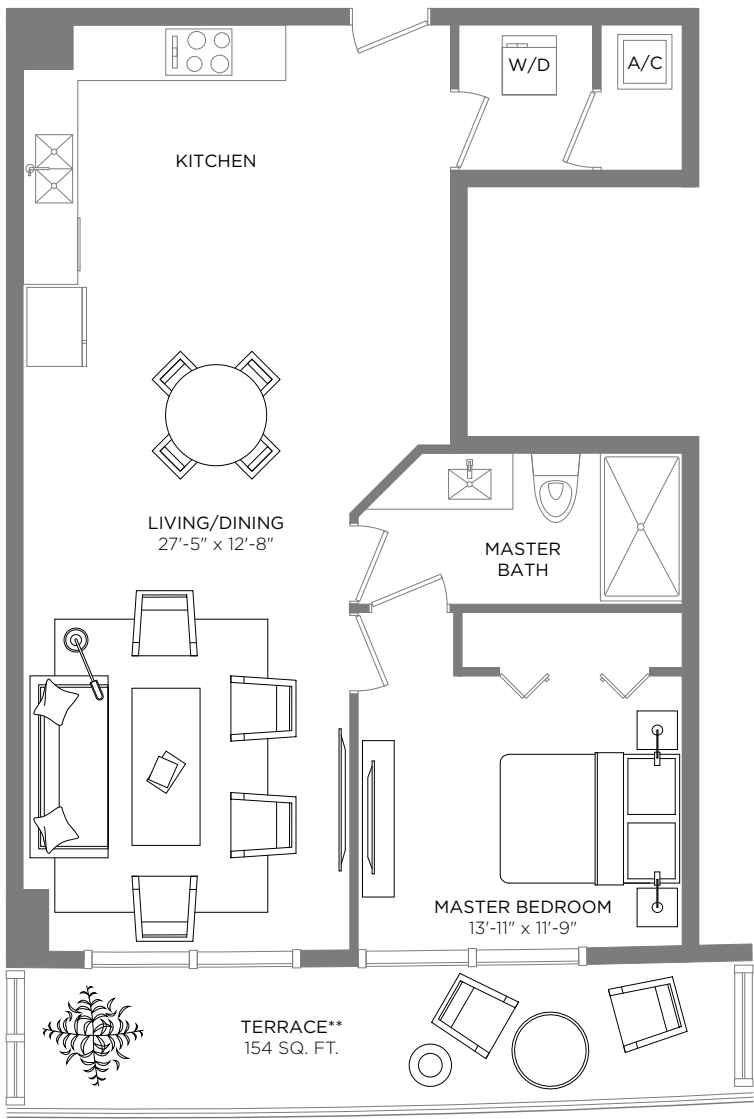 W/D
A/C
KITCHEN
LIVING/DINING
27'-5" x 12'-8"
MASTER
BATH
MASTER BEDROOM
13'-11" x 11'-9"
TERRACE**
154 SQ. FT.